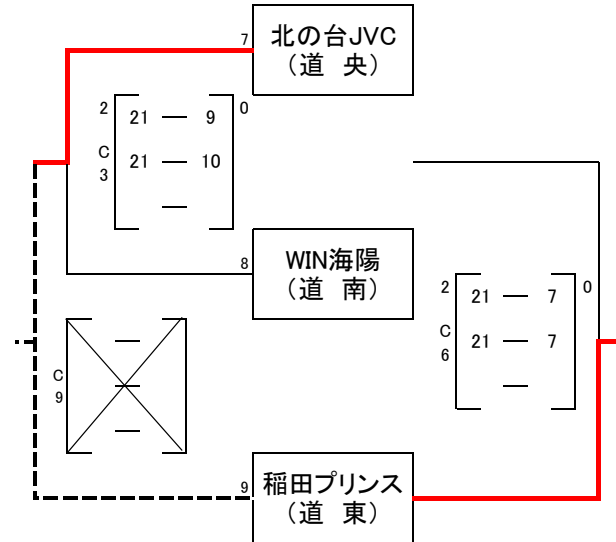 7
北の台JVC
（道　央）
2 21 — 9 0
C
3 21 — 10
—
8
WIN海陽
（道　南）
2 21 — 7 0
C
6 21 — 7
—
—
C
9 —
—
9
稲田プリンス
（道　東）